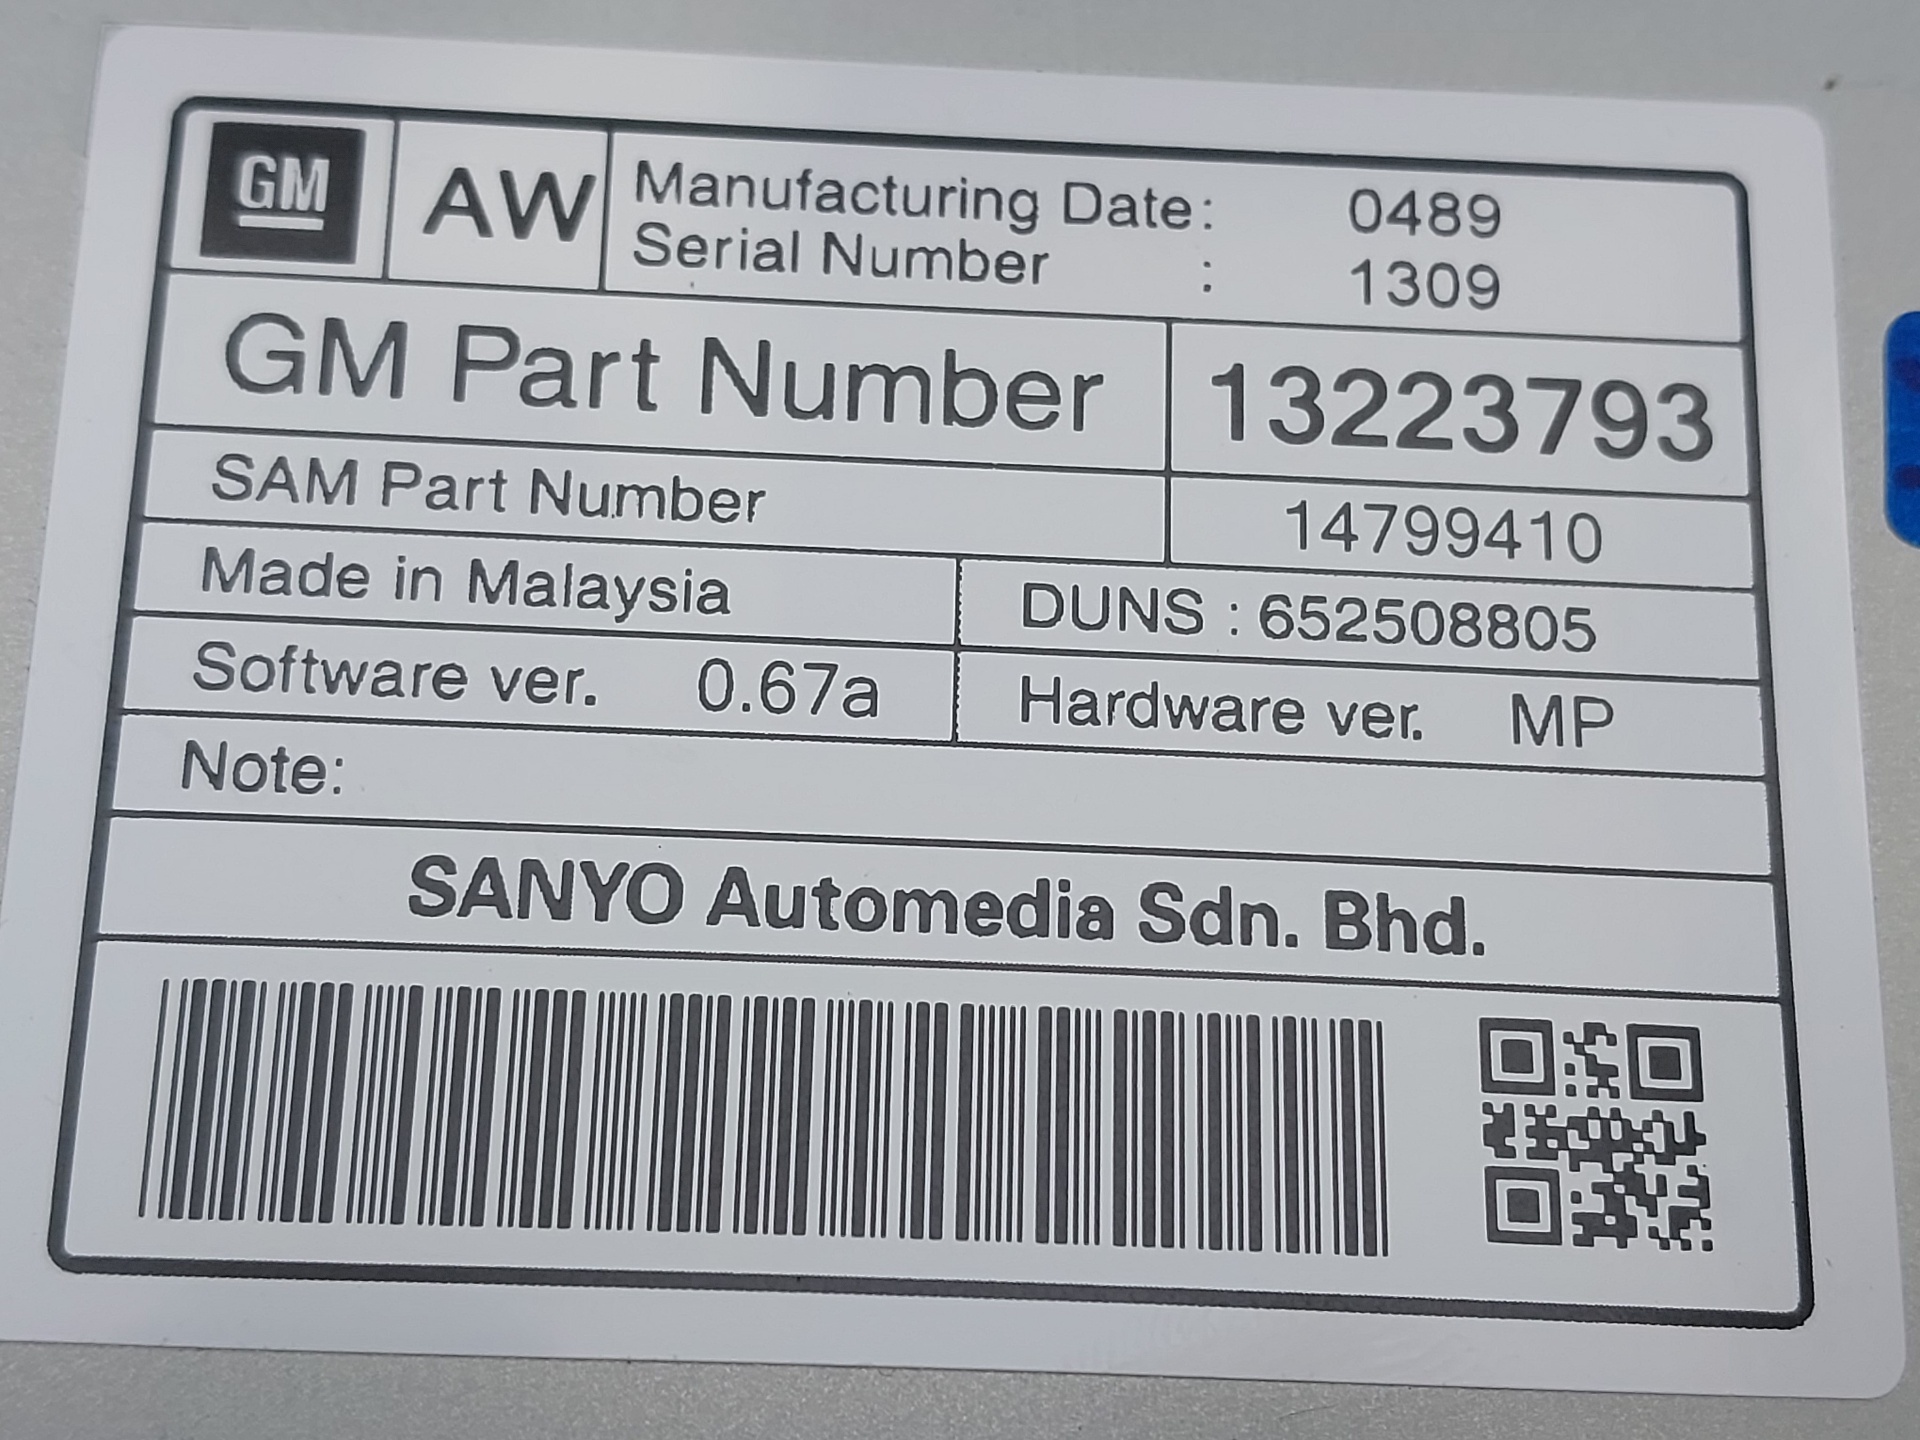 GM AW Manufacturing Date: 0489
Serial Number : 1309
GM Part Number 13223793
SAM Part Number 14799410
Made in Malaysia DUNS : 652508805
Software ver. 0.67a Hardware ver. MP
Note:
SANYO Automedia Sdn. Bhd.